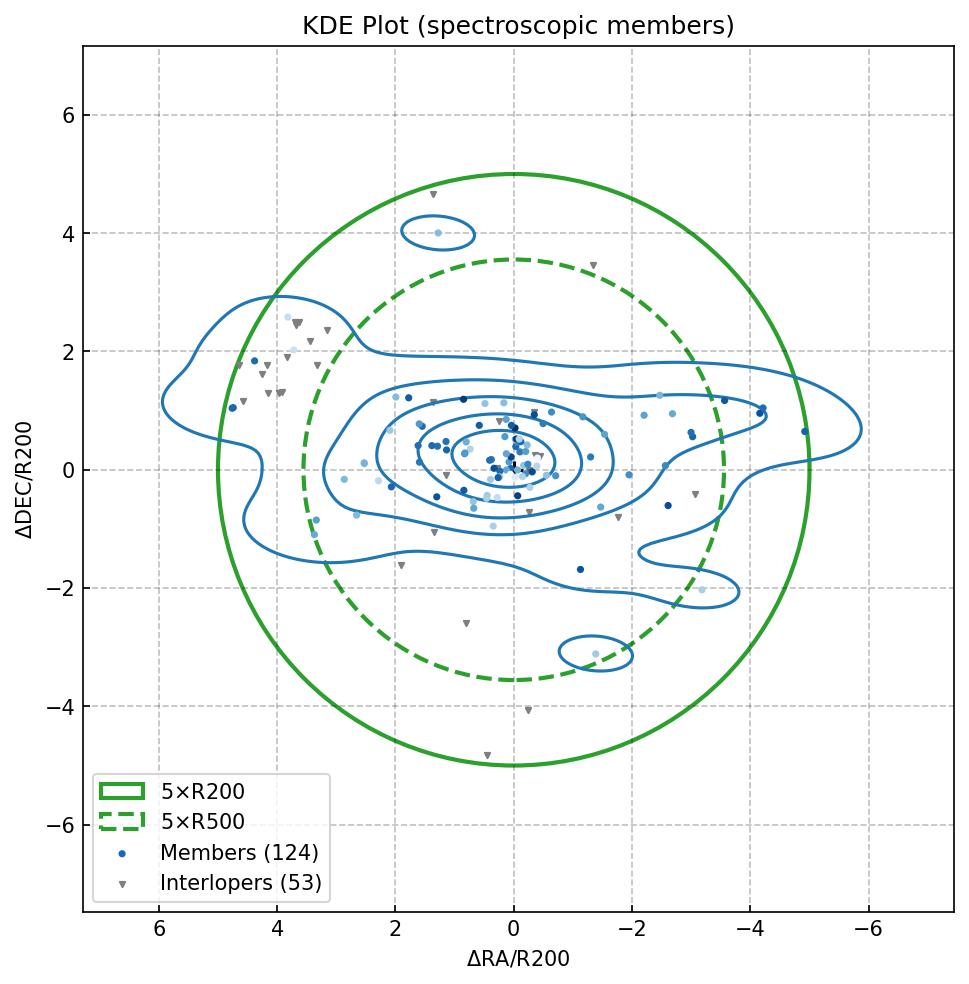 KDE Plot (spectroscopic members)
6
4
2
0
−2
−4
−6
ΔDEC/R200
5×R200
5×R500
Members (124)
Interlopers (53)
6 4 2 0 −2 −4 −6
ΔRA/R200